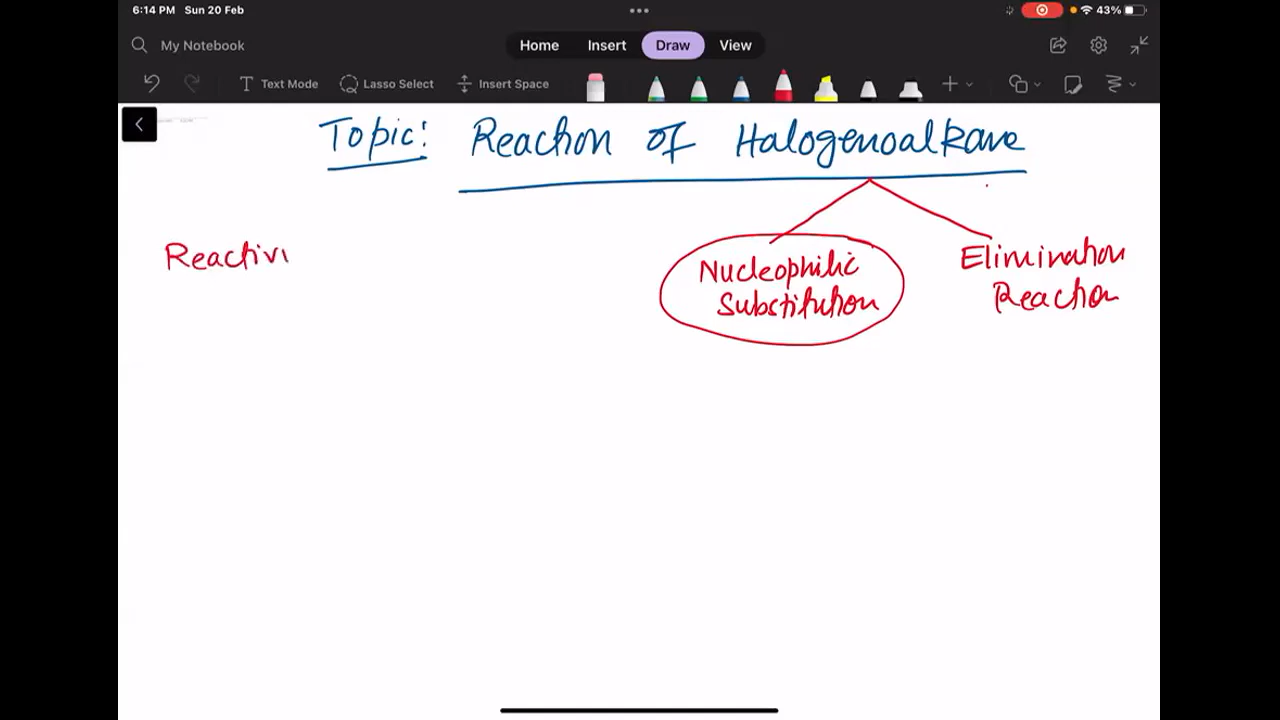 6:14 PM Sun 20 Feb
43%
My Notebook
Home Insert Draw View
Text Mode Lasso Select Insert Space
Topic: Reaction of Halogenoalkane
Reactivi
Nucleophilic
Substitution
Elimination
Reaction